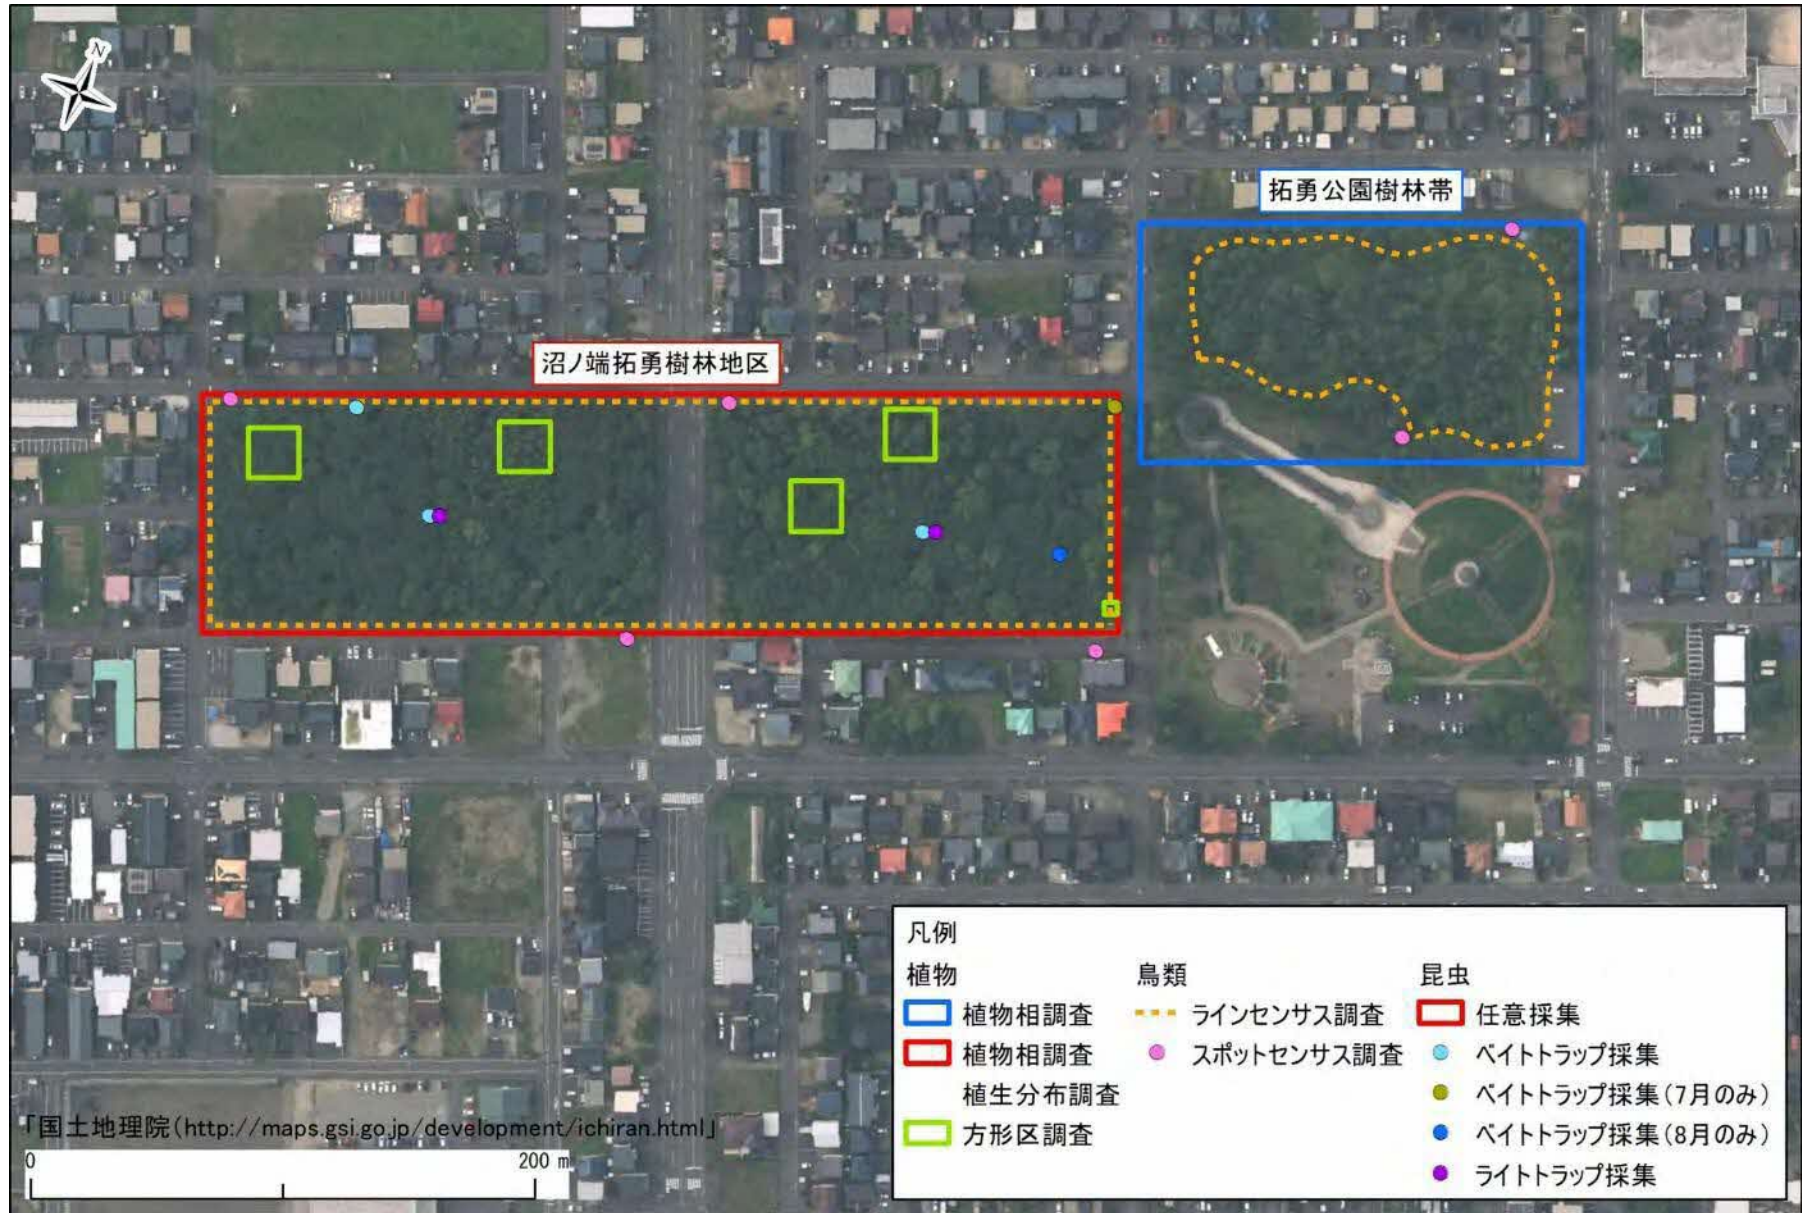 N
拓勇公園樹林帯
沼ノ端拓勇樹林地区
凡例
植物
鳥類
昆虫
植物相調査
ラインセンサス調査
任意採集
植物相調査
スポットセンサス調査
ベイトトラップ採集
植生分布調査
ベイトトラップ採集(7月のみ)
方形区調査
ベイトトラップ採集(8月のみ)
ライトトラップ採集
「国土地理院(http://maps.gsi.go.jp/development/ichiran.html」
0
200 m